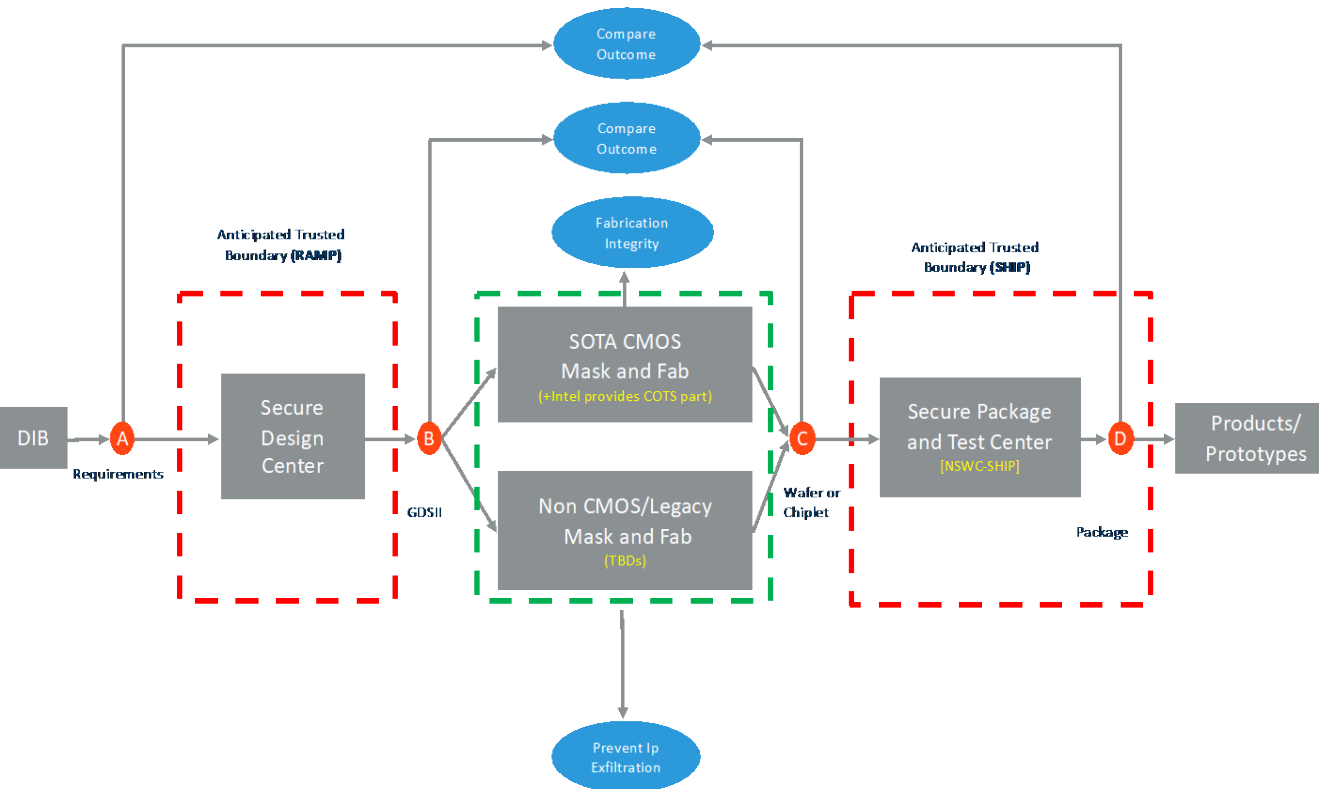 Compare
Outcome
Compare
Outcome
Fabrication
Integrity
Anticipated Trusted
Boundary (RAMP)
Anticipated Trusted
Boundary (SHIP)
SOTA CMOS
Mask and Fab
(+Intel provides COTS part)
Secure
Design
Center
Secure Package
and Test Center
[NSWC-SHIP]
Products/
Prototypes
DIB
A
B
C
D
Requirements
GDSII
Non CMOS/Legacy
Mask and Fab
(TBDs)
Wafer or
Chiplet
Package
Prevent Ip
Exfiltration